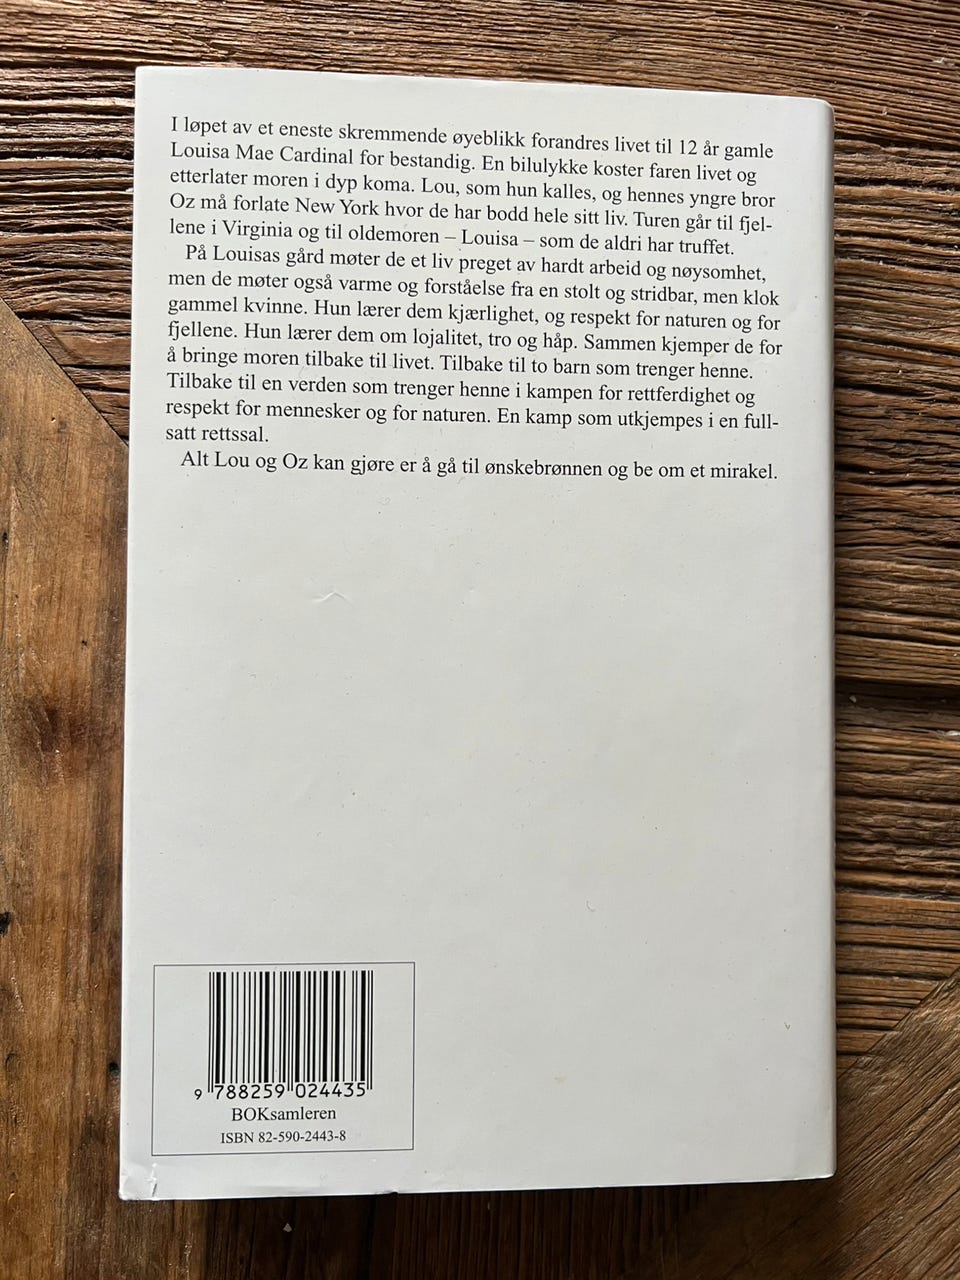 I løpet av et eneste skremmende øyeblikk forandres livet til 12 år gamle
Louisa Mae Cardinal for bestandig. En bilulykke koster faren livet og
etterlater moren i dyp koma. Lou, som hun kalles, og hennes yngre bror
Oz må forlate New York hvor de har bodd hele sitt liv. Turen går til fjel-
lene i Virginia og til oldemoren – Louisa – som de aldri har truffet.
På Louisas gård møter de et liv preget av hardt arbeid og nøysomhet,
men de møter også varme og forståelse fra en stolt og stridbar, men klok
gammel kvinne. Hun lærer dem kjærlighet, og respekt for naturen og for
fjellene. Hun lærer dem om lojalitet, tro og håp. Sammen kjemper de for
å bringe moren tilbake til livet. Tilbake til to barn som trenger henne.
Tilbake til en verden som trenger henne i kampen for rettferdighet og
respekt for mennesker og for naturen. En kamp som utkjempes i en full-
satt rettssal.
Alt Lou og Oz kan gjøre er å gå til ønskebrønnen og be om et mirakel.
9 788259 024435
BOKsamleren
ISBN 82-590-2443-8